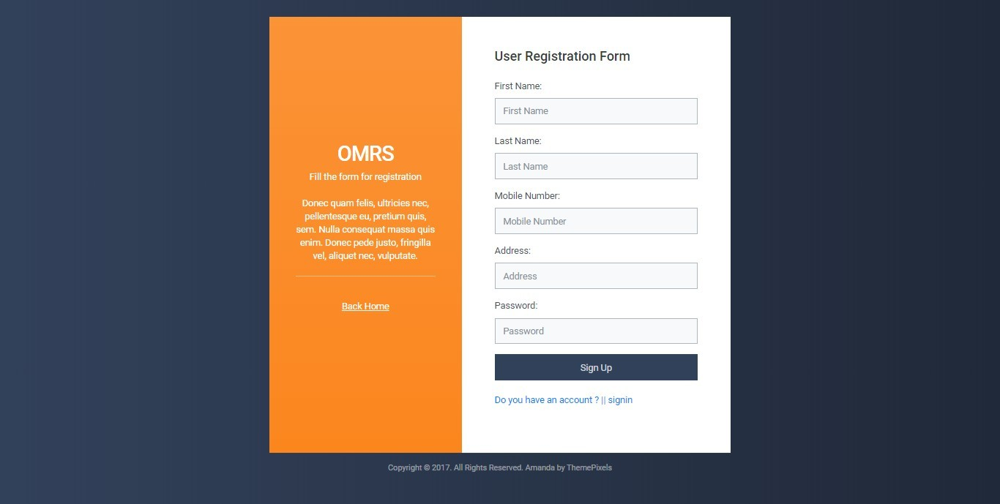 OMRS
Fill the form for registration
Donec quam felis, ultricies nec,
pellentesque eu, pretium quis,
sem. Nulla consequat massa quis
enim. Donec pede justo, fringilla
vel, aliquet nec, vulputate.
Back Home
User Registration Form
First Name:
First Name
Last Name:
Last Name
Mobile Number:
Mobile Number
Address:
Address
Password:
Password
Sign Up
Do you have an account ? || signin
Copyright © 2017. All Rights Reserved. Amanda by ThemePixels